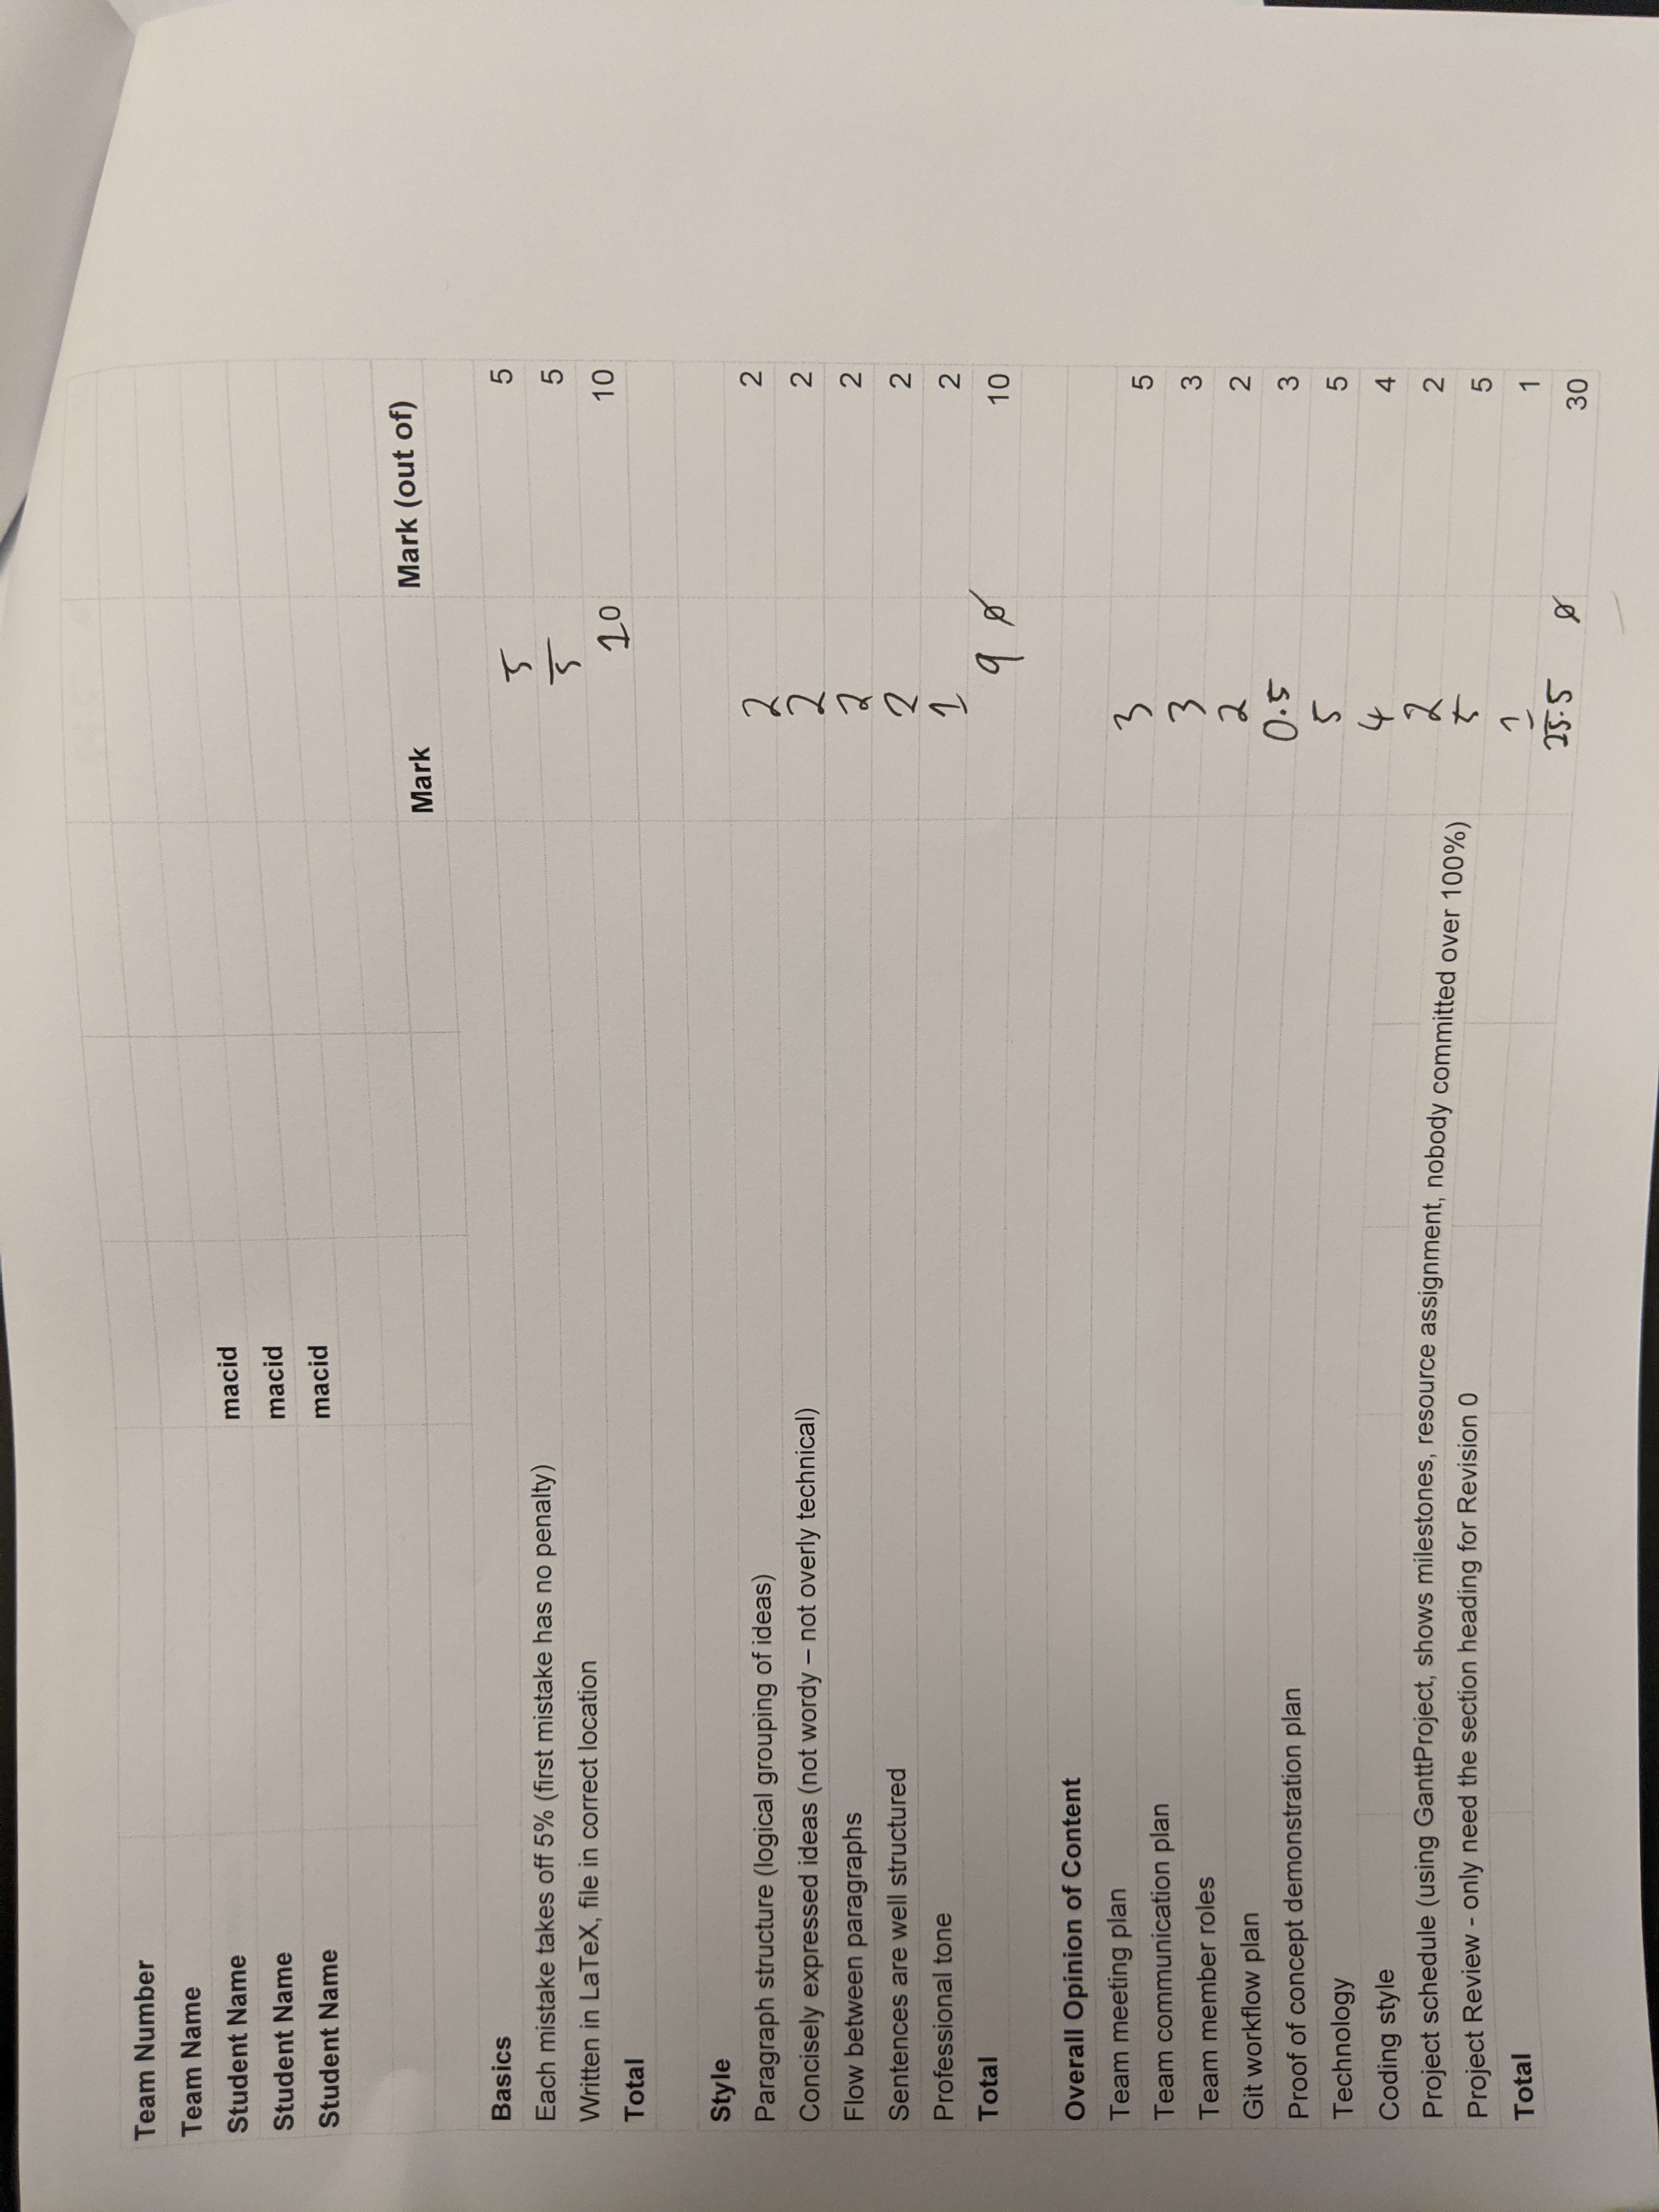 Team Number
Team Name
Student Name macid
Student Name macid
Student Name macid
Mark Mark (out of)
Basics
Each mistake takes off 5% (first mistake has no penalty) 5 5
Written in LaTeX, file in correct location 5 5
Total 10 10
Style
Paragraph structure (logical grouping of ideas) 2 2
Concisely expressed ideas (not wordy – not overly technical) 2 2
Flow between paragraphs 2 2
Sentences are well structured 2 2
Professional tone 1 2
Total 9 0 10
Overall Opinion of Content
Team meeting plan 3 5
Team communication plan 3 3
Team member roles 2 2
Git workflow plan 0.5 3
Proof of concept demonstration plan 5 5
Technology 4 4
Coding style 2 2
Project schedule (using GanttProject, shows milestones, resource assignment, nobody committed over 100%) 5 5
Project Review - only need the section heading for Revision 0 1 1
Total 25.5 0 30